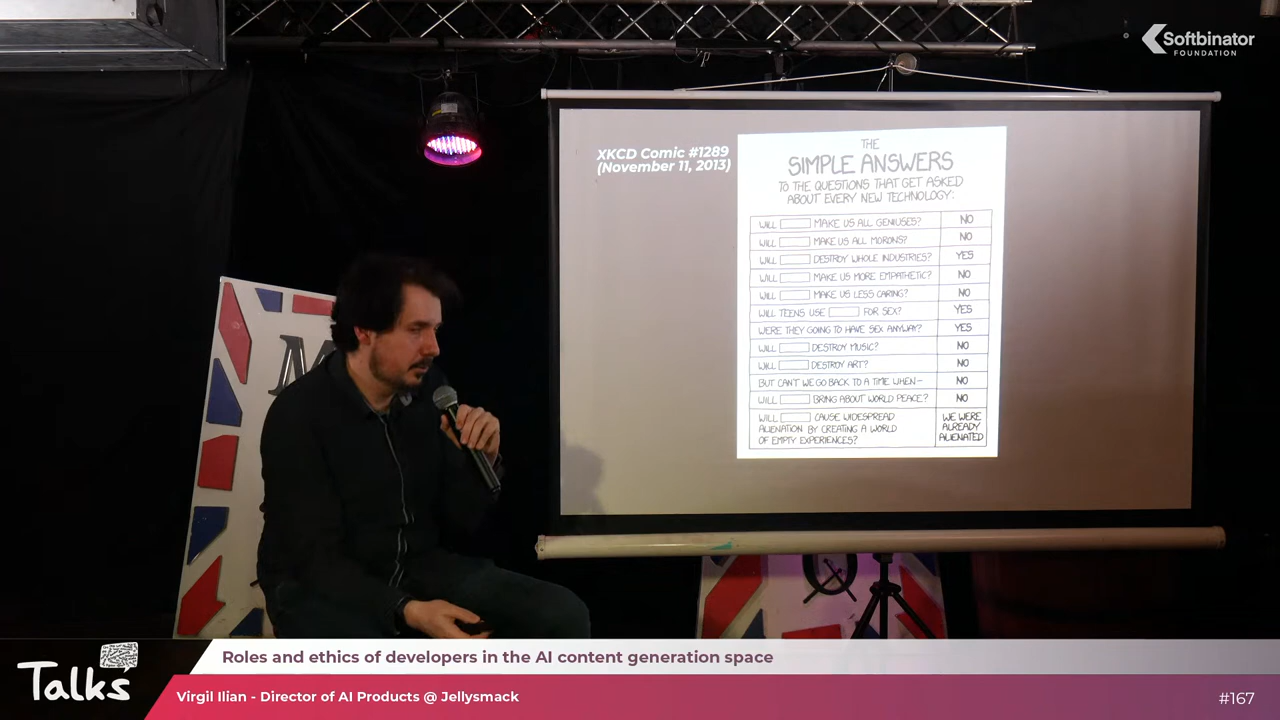 Softbinator
FOUNDATION
XKCD Comic #1289
(November 11, 2013)
THE
SIMPLE ANSWERS
TO THE QUESTIONS THAT GET ASKED
ABOUT EVERY NEW TECHNOLOGY:
WILL MAKE US ALL GENIUSES? NO
WILL MAKE US ALL MORONS? NO
WILL DESTROY WHOLE INDUSTRIES? YES
WILL MAKE US MORE EMPATHETIC? NO
WILL MAKE US LESS CARING? NO
WILL TEENS USE FOR SEX? YES
WERE THEY GOING TO HAVE SEX ANYWAY? YES
WILL DESTROY MUSIC? NO
WILL DESTROY ART? NO
BUT CAN'T WE GO BACK TO A TIME WHEN— NO
WILL BRING ABOUT WORLD PEACE? NO
WILL CAUSE WIDESPREAD
ALIENATION BY CREATING A WORLD
OF EMPTY EXPERIENCES?
WE WERE
ALREADY
ALIENATED
Talks
Roles and ethics of developers in the AI content generation space
Virgil Ilian - Director of AI Products @ Jellysmack
#167